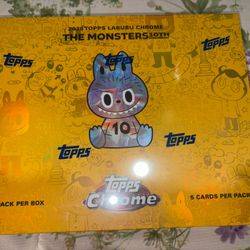 2025 TOPPS LABUBU CHROME
THE MONSTERS 10TH
Topps
Topps
10
Topps
Topps
Topps
Chrome
PACK PER BOX
5 CARDS PER PACK